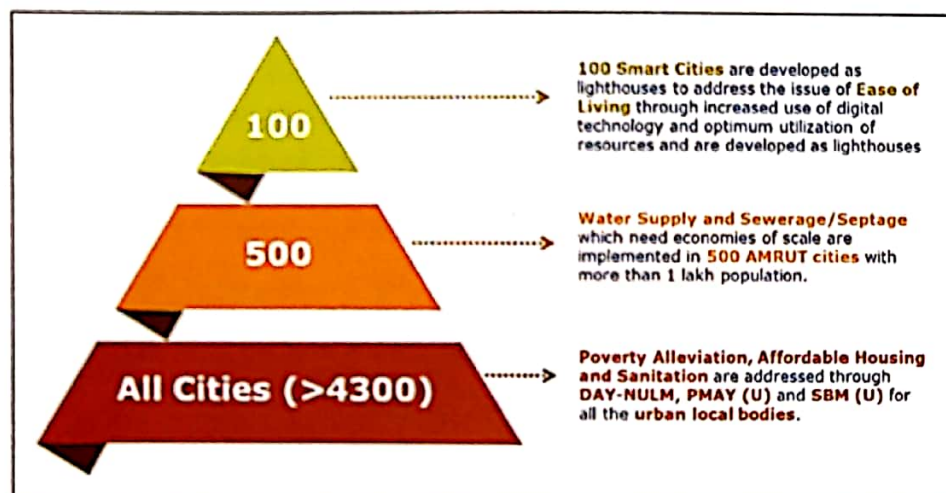 100
100 Smart Cities are developed as
lighthouses to address the issue of Ease of
Living through increased use of digital
technology and optimum utilization of
resources and are developed as lighthouses
500
Water Supply and Sewerage/Septage
which need economies of scale are
implemented in 500 AMRUT cities with
more than 1 lakh population.
All Cities (>4300)
Poverty Alleviation, Affordable Housing
and Sanitation are addressed through
DAY-NULM, PMAY (U) and SBM (U) for
all the urban local bodies.